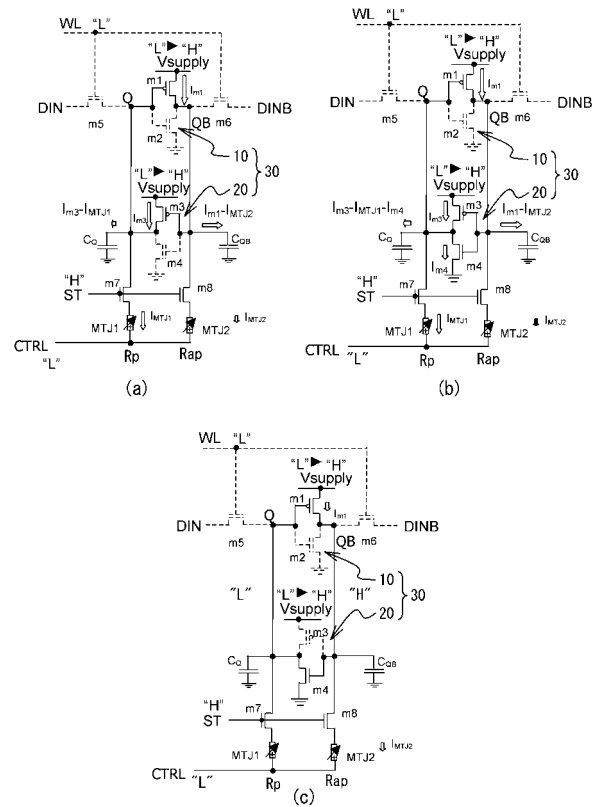 WL "L"
"L"▶"H"
Vsupply
m1
Im1
DIN
Q
DINB
m5
m2
QB
m6
10
30
20
"L"▶"H"
Vsupply
Im3-IMTJ1
Im3
m3
Im1-IMTJ2
CQ
m4
CQB
"H"
ST
m7
m8
MTJ1
IMTJ1
MTJ2
IMTJ2
CTRL
"L"
Rp
Rap
(a)
WL "L"
"L"▶"H"
Vsupply
m1
Im1
DIN
Q
DINB
m5
m2
QB
m6
10
30
20
"L"▶"H"
Vsupply
Im3-IMTJ1-Im4
Im3
m3
Im1-IMTJ2
CQ
Im4
m4
CQB
"H"
ST
m7
m8
MTJ1
IMTJ1
MTJ2
IMTJ2
CTRL
"L"
Rp
Rap
(b)
WL "L"
"L"▶"H"
Vsupply
m1
Im1
DIN
Q
DINB
m5
m2
QB
m6
"L"
10
"H"
30
20
"L"▶"H"
Vsupply
m3
CQ
m4
CQB
"H"
ST
m7
m8
MTJ1
MTJ2
IMTJ2
CTRL
"L"
Rp
Rap
(c)